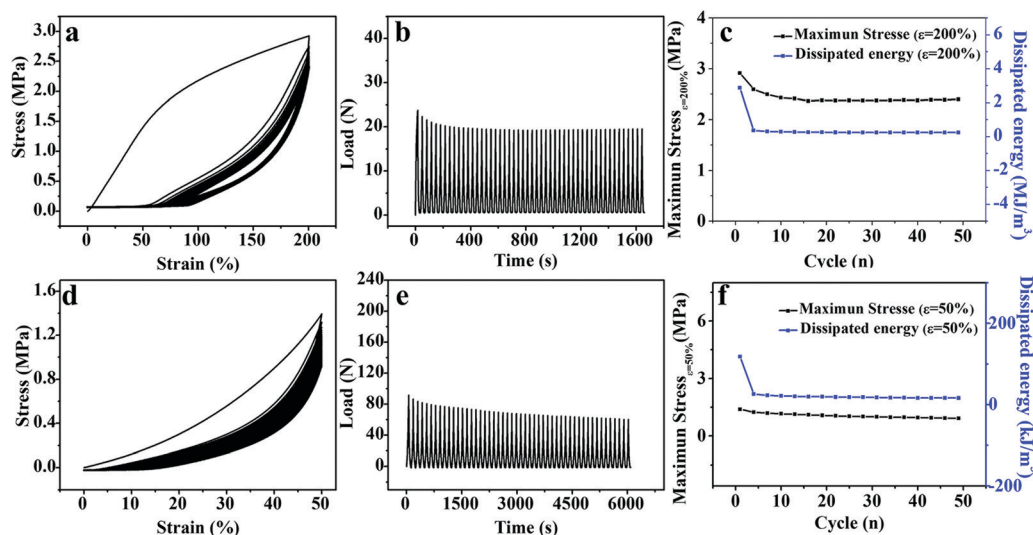 a
3.0
2.5
2.0
1.5
1.0
0.5
0.0
Stress (MPa)
0 50 100 150 200
Strain (%)
b
40
30
20
10
0
Load (N)
0 400 800 1200 1600
Time (s)
c
4
3
2
1
0
Maximun Stress ε=200% (MPa)
Maximun Stresse (ε=200%)
Dissipated energy (ε=200%)
6
4
2
0
-2
-4
Dissipated energy (MJ/m³)
0 10 20 30 40 50
Cycle (n)
d
1.6
1.2
0.8
0.4
0.0
Stress (MPa)
0 10 20 30 40 50
Strain (%)
e
240
200
160
120
80
40
0
Load (N)
0 1500 3000 4500 6000
Time (s)
f
6
3
0
Maximun Stress ε=50% (MPa)
Maximun Stresse (ε=50%)
Dissipated energy (ε=50%)
200
0
-200
Dissipated energy (kJ/m³)
0 10 20 30 40 50
Cycle (n)